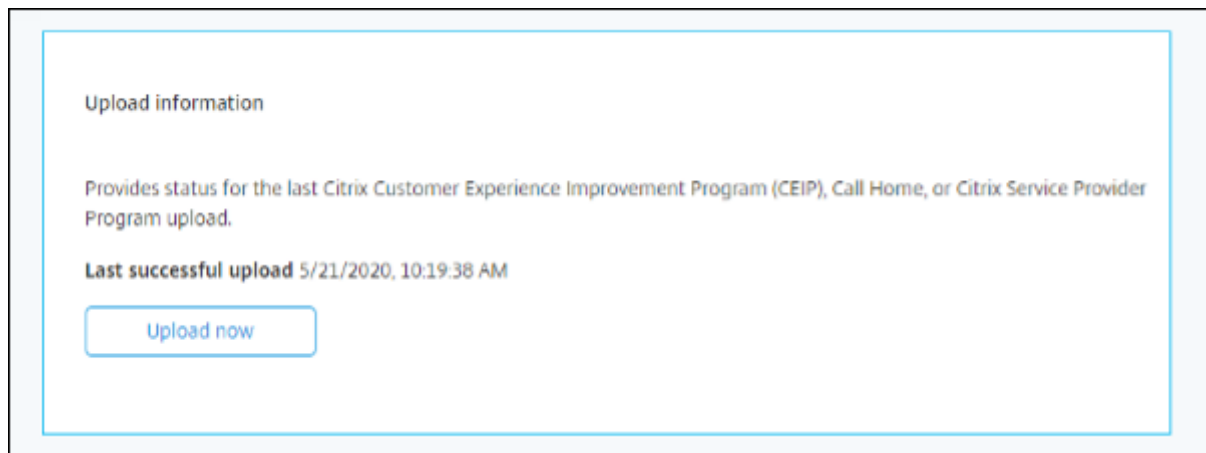 Upload information
Provides status for the last Citrix Customer Experience Improvement Program (CEIP), Call Home, or Citrix Service Provider
Program upload.
Last successful upload 5/21/2020, 10:19:38 AM
Upload now